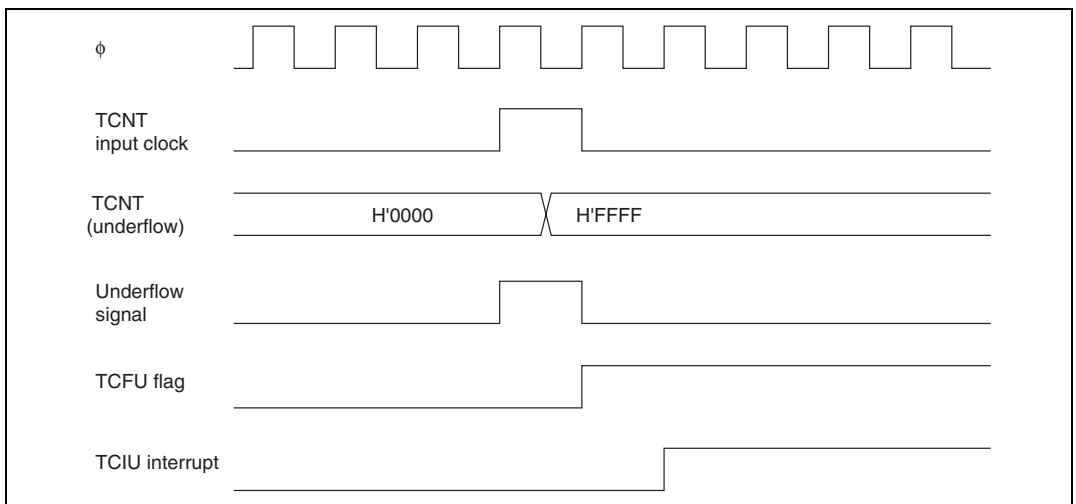 ϕ
TCNT
input clock
TCNT
(underflow)
H'0000
H'FFFF
Underflow
signal
TCFU flag
TCIU interrupt